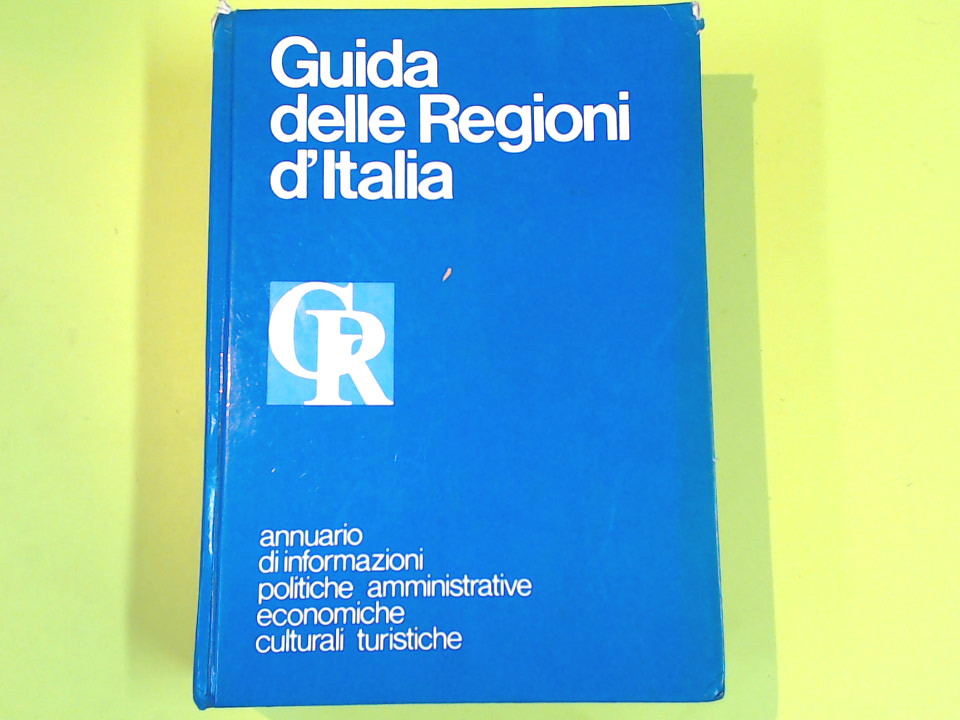 Guida
delle Regioni
d'Italia
GR
annuario
di informazioni
politiche amministrative
economiche
culturali turistiche